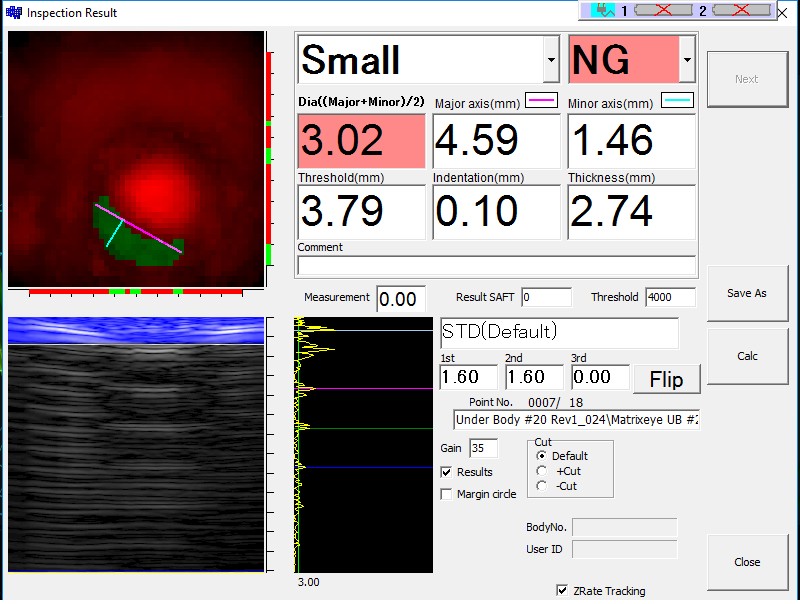 Inspection Result
1 2
Small NG
Dia((Major+Minor)/2) Major axis(mm) Minor axis(mm)
3.02 4.59 1.46
Threshold(mm) Indentation(mm) Thickness(mm)
3.79 0.10 2.74
Comment
Next
Measurement 0.00 Result SAFT 0 Threshold 4000
Save As
STD(Default)
1st 2nd 3rd
1.60 1.60 0.00 Flip
Calc
Point No. 0007/ 18
Under Body #20 Rev1_024\Matrixeye UB #2
Gain 35
Cut
Default
+Cut
-Cut
Results
Margin circle
BodyNo.
User ID
Close
3.00
ZRate Tracking